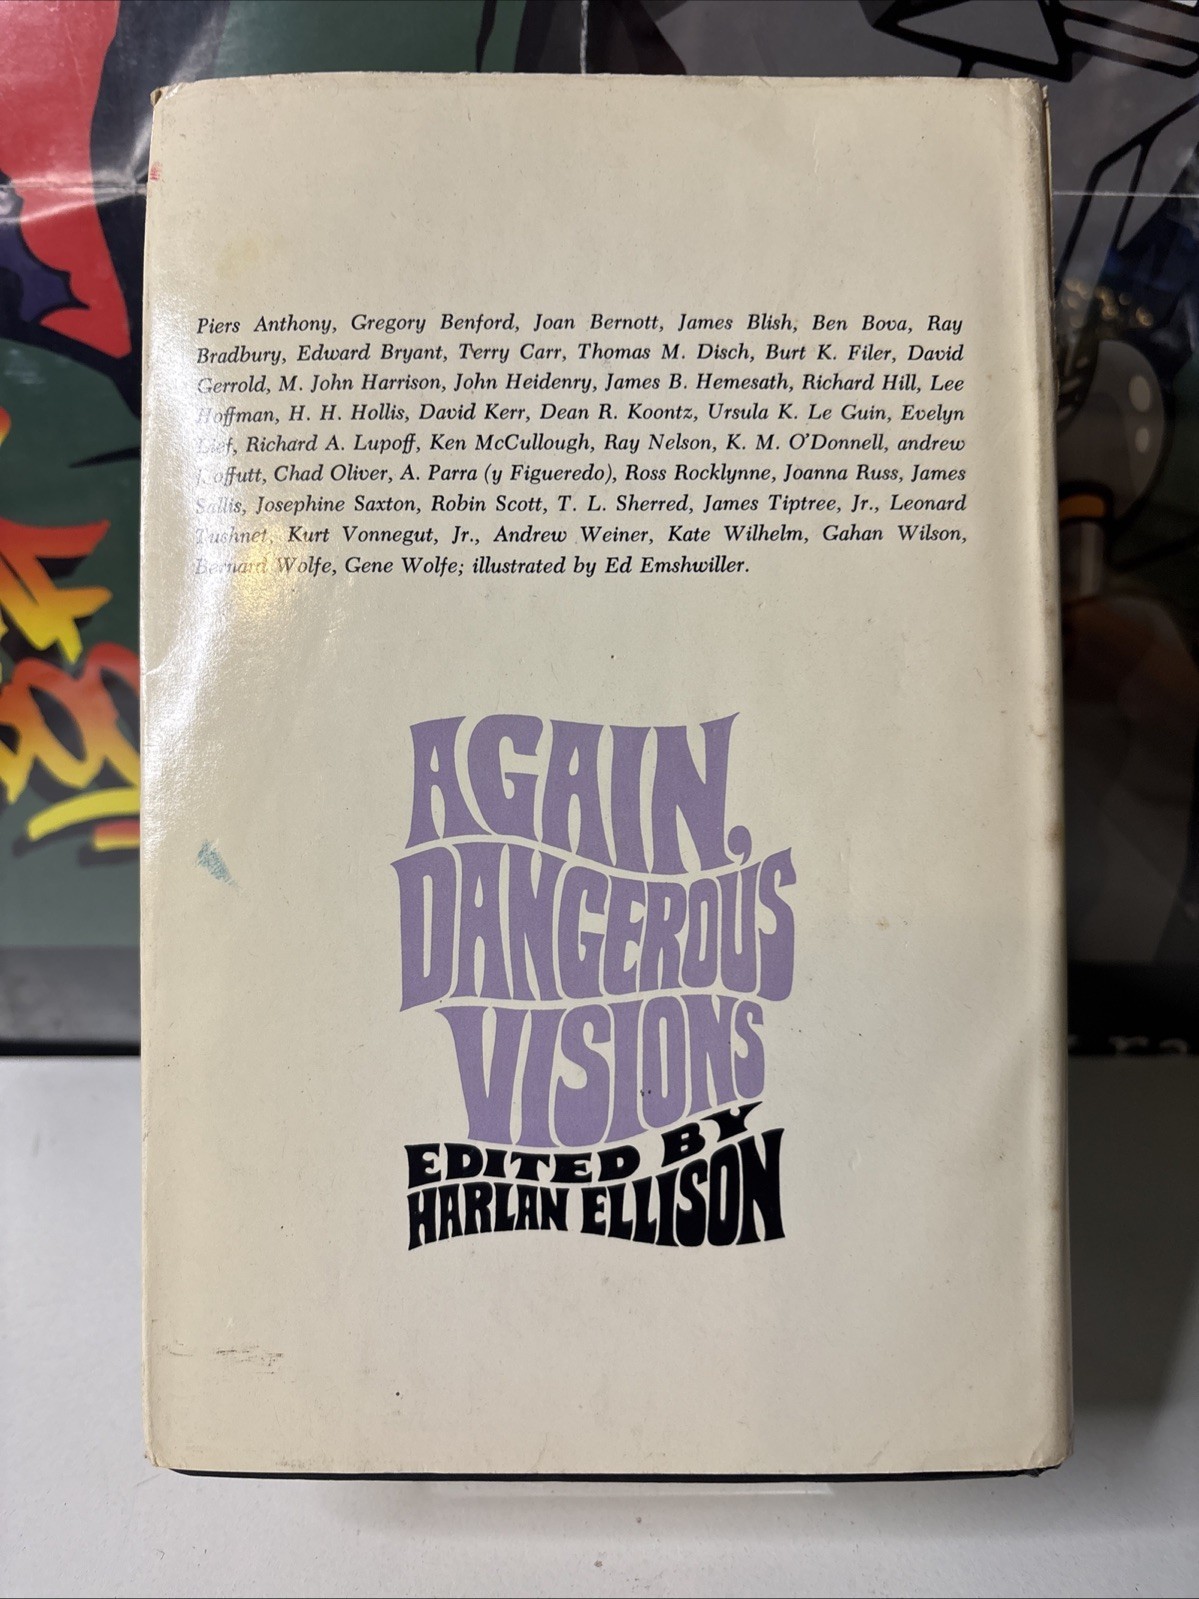 Piers Anthony, Gregory Benford, Joan Bernott, James Blish, Ben Bova, Ray
Bradbury, Edward Bryant, Terry Carr, Thomas M. Disch, Burt K. Filer, David
Gerrold, M. John Harrison, John Heidenry, James B. Hemesath, Richard Hill, Lee
Hoffman, H. H. Hollis, David Kerr, Dean R. Koontz, Ursula K. Le Guin, Evelyn
Lief, Richard A. Lupoff, Ken McCullough, Ray Nelson, K. M. O'Donnell, andrew
j. offutt, Chad Oliver, A. Parra (y Figueredo), Ross Rocklynne, Joanna Russ, James
Sallis, Josephine Saxton, Robin Scott, T. L. Sherred, James Tiptree, Jr., Leonard
Tushnet, Kurt Vonnegut, Jr., Andrew Weiner, Kate Wilhelm, Gahan Wilson,
Bernard Wolfe, Gene Wolfe; illustrated by Ed Emshwiller.
AGAIN,
DANGEROUS
VISIONS
EDITED BY
HARLAN ELLISON